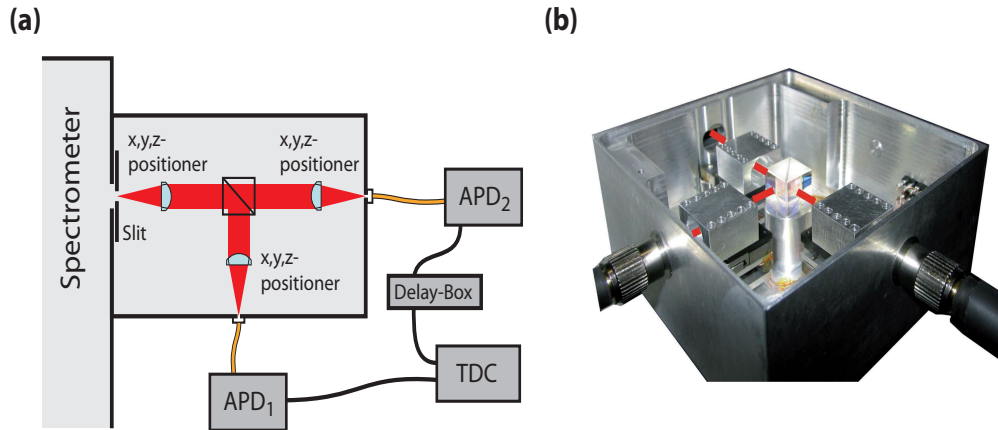 (a)
(b)
Spectrometer
x,y,z-
positioner
x,y,z-
positioner
Slit
x,y,z-
positioner
APD₂
Delay-Box
TDC
APD₁